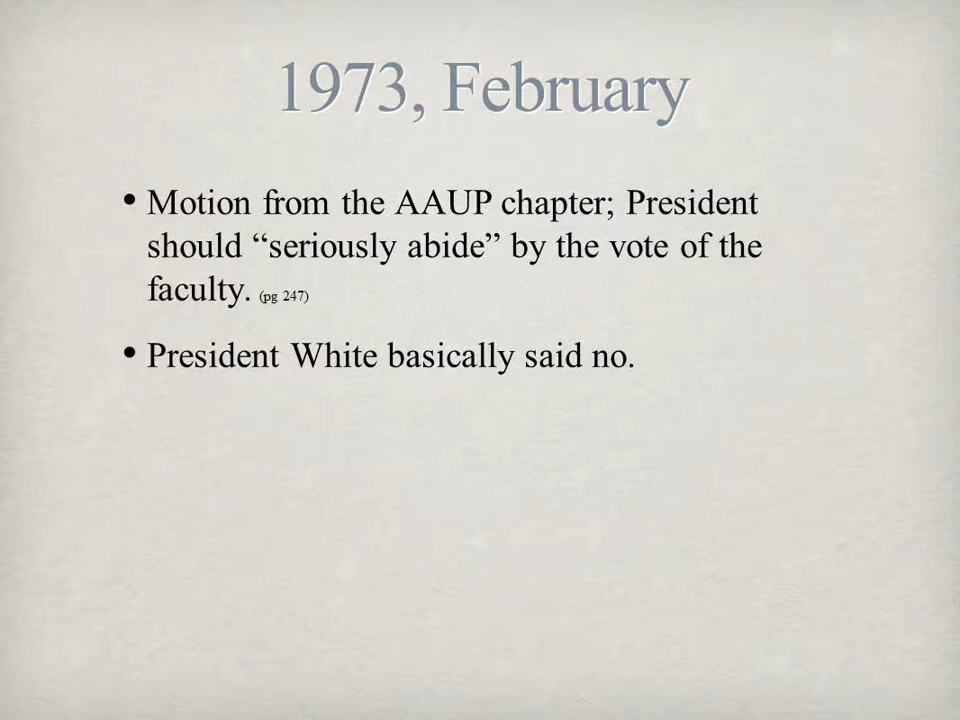 1973, February
• Motion from the AAUP chapter; President
should “seriously abide” by the vote of the
faculty. (pg 247)
• President White basically said no.